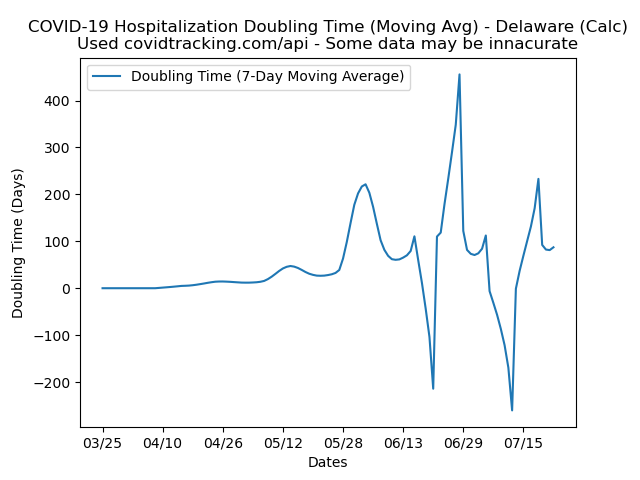 COVID-19 Hospitalization Doubling Time (Moving Avg) - Delaware (Calc)
Used covidtracking.com/api - Some data may be innacurate
Doubling Time (7-Day Moving Average)
Doubling Time (Days)
400
300
200
100
0
−100
−200
03/25 04/10 04/26 05/12 05/28 06/13 06/29 07/15
Dates